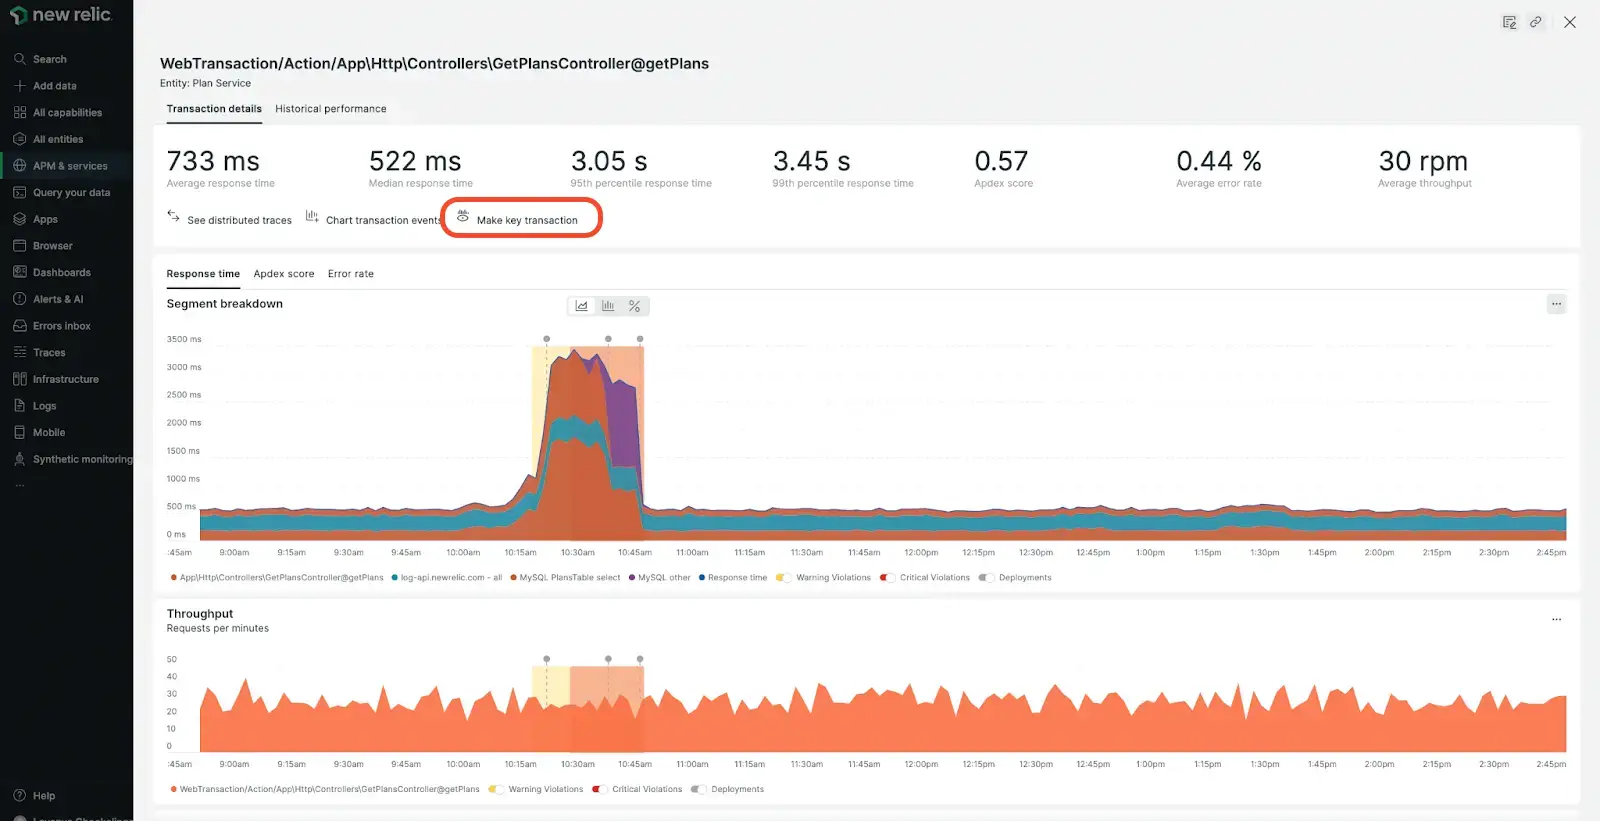 new relic
Search
Add data
All capabilities
All entities
APM & services
Query your data
Apps
Browser
Dashboards
Alerts & AI
Errors inbox
Traces
Infrastructure
Logs
Mobile
Synthetic monitoring
...
Help
WebTransaction/Action/App\Http\Controllers\GetPlansController@getPlans
Entity: Plan Service
Transaction details Historical performance
733 ms 522 ms 3.05 s 3.45 s 0.57 0.44 % 30 rpm
Average response time Median response time 95th percentile response time 99th percentile response time Apdex score Average error rate Average throughput
See distributed traces Chart transaction events Make key transaction
Response time Apdex score Error rate
Segment breakdown
3500 ms
3000 ms
2500 ms
2000 ms
1500 ms
1000 ms
500 ms
0 ms
:45am 9:00am 9:15am 9:30am 9:45am 10:00am 10:15am 10:30am 10:45am 11:00am 11:15am 11:30am 11:45am 12:00pm 12:15pm 12:30pm 12:45pm 1:00pm 1:15pm 1:30pm 1:45pm 2:00pm 2:15pm 2:30pm 2:45pm
App\Http\Controllers\GetPlansController@getPlans log-api.newrelic.com - all MySQL PlansTable select MySQL other Response time Warning Violations Critical Violations Deployments
Throughput
Requests per minutes
50
40
30
20
10
0
:45am 9:00am 9:15am 9:30am 9:45am 10:00am 10:15am 10:30am 10:45am 11:00am 11:15am 11:30am 11:45am 12:00pm 12:15pm 12:30pm 12:45pm 1:00pm 1:15pm 1:30pm 1:45pm 2:00pm 2:15pm 2:30pm 2:45pm
WebTransaction/Action/App\Http\Controllers\GetPlansController@getPlans Warning Violations Critical Violations Deployments